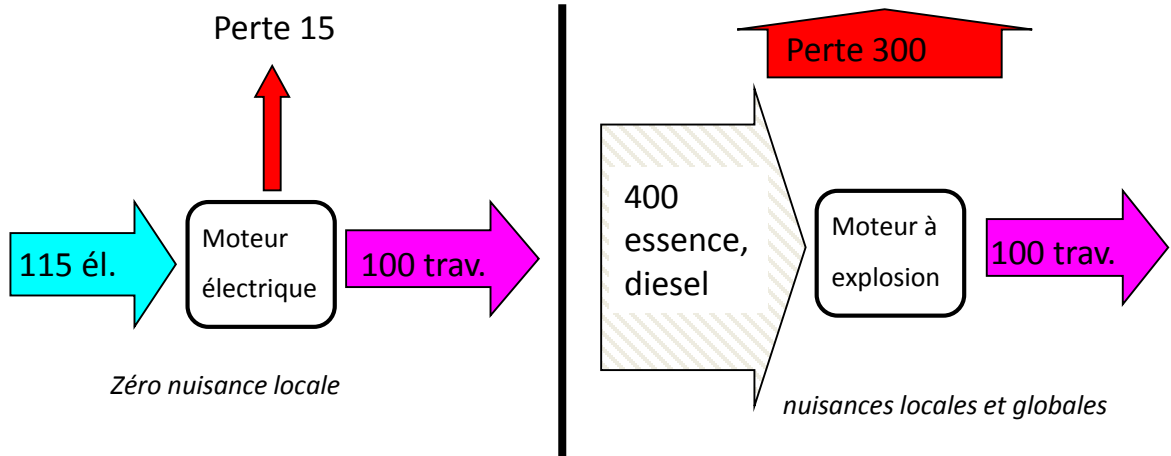 Perte 15
115 él.
Moteur
électrique
100 trav.
Zéro nuisance locale
Perte 300
400
essence,
diesel
Moteur à
explosion
100 trav.
nuisances locales et globales